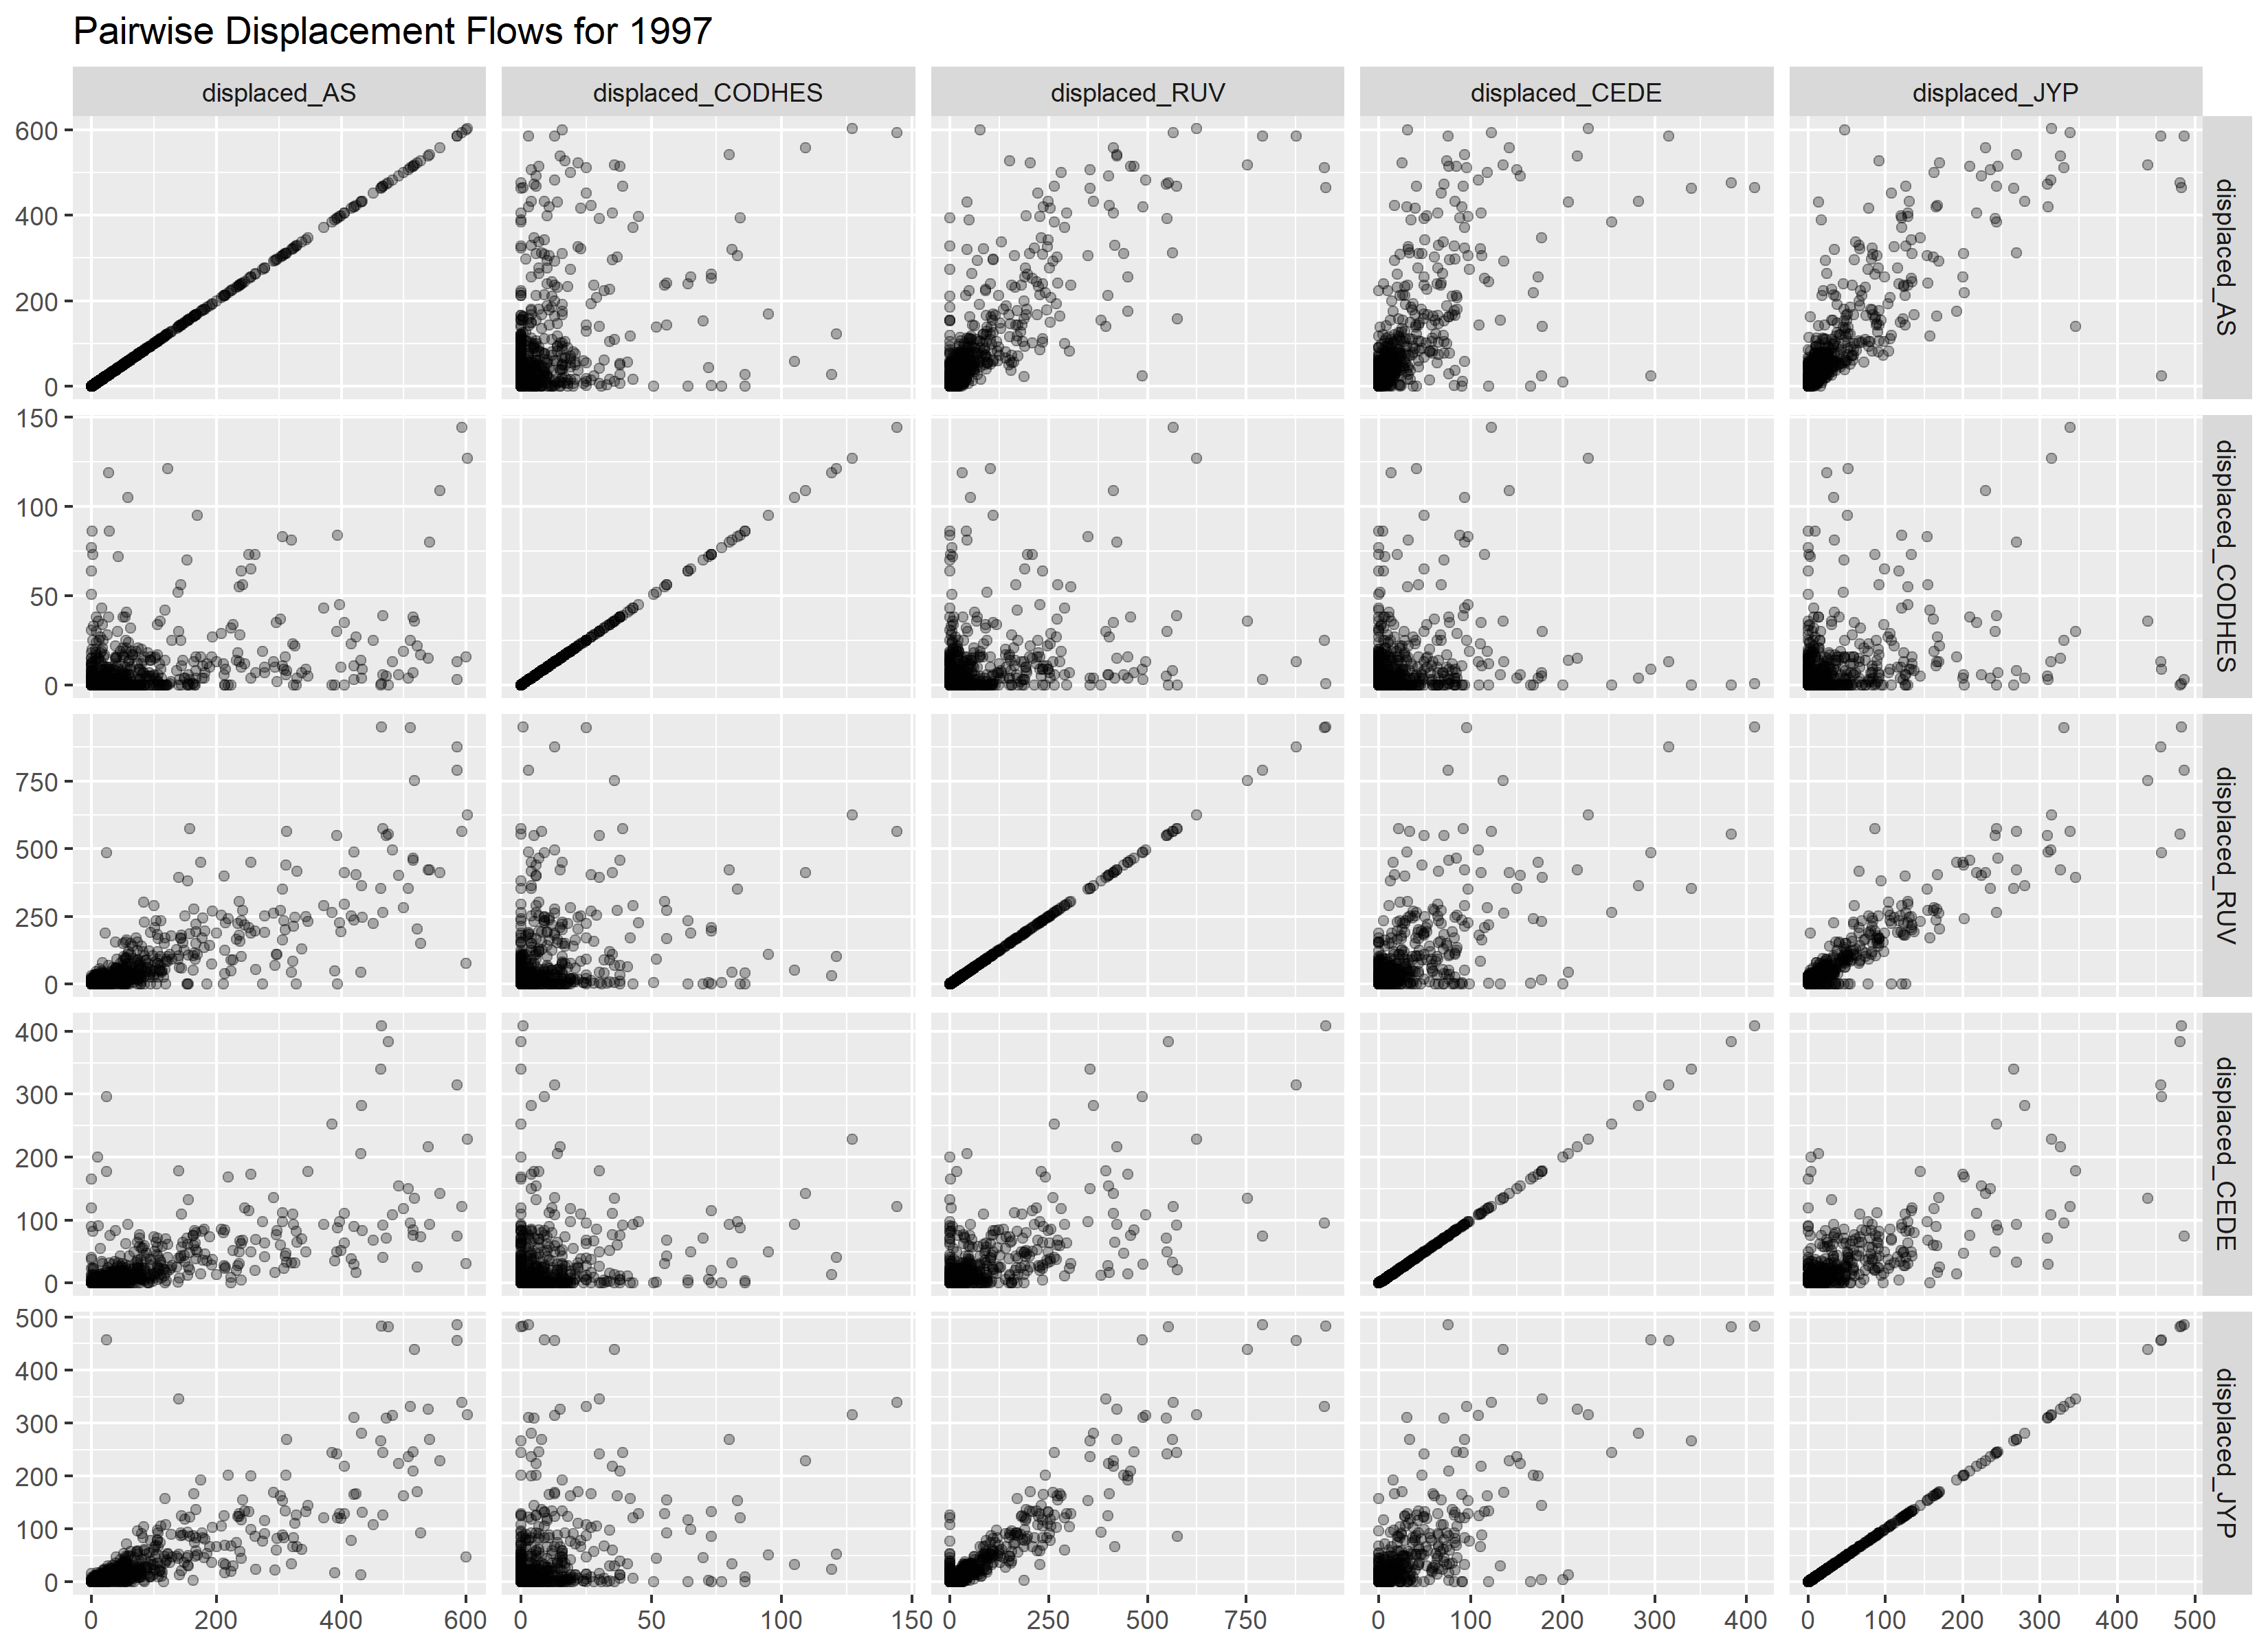 Pairwise Displacement Flows for 1997
displaced_AS displaced_CODHES displaced_RUV displaced_CEDE displaced_JYP
600
400
200
0
displaced_AS
150
100
50
0
displaced_CODHES
750
500
250
0
displaced_RUV
400
300
200
100
0
displaced_CEDE
500
400
300
200
100
0
displaced_JYP
0 200 400 600 0 50 100 150 0 250 500 750 0 100 200 300 400 0 100 200 300 400 500